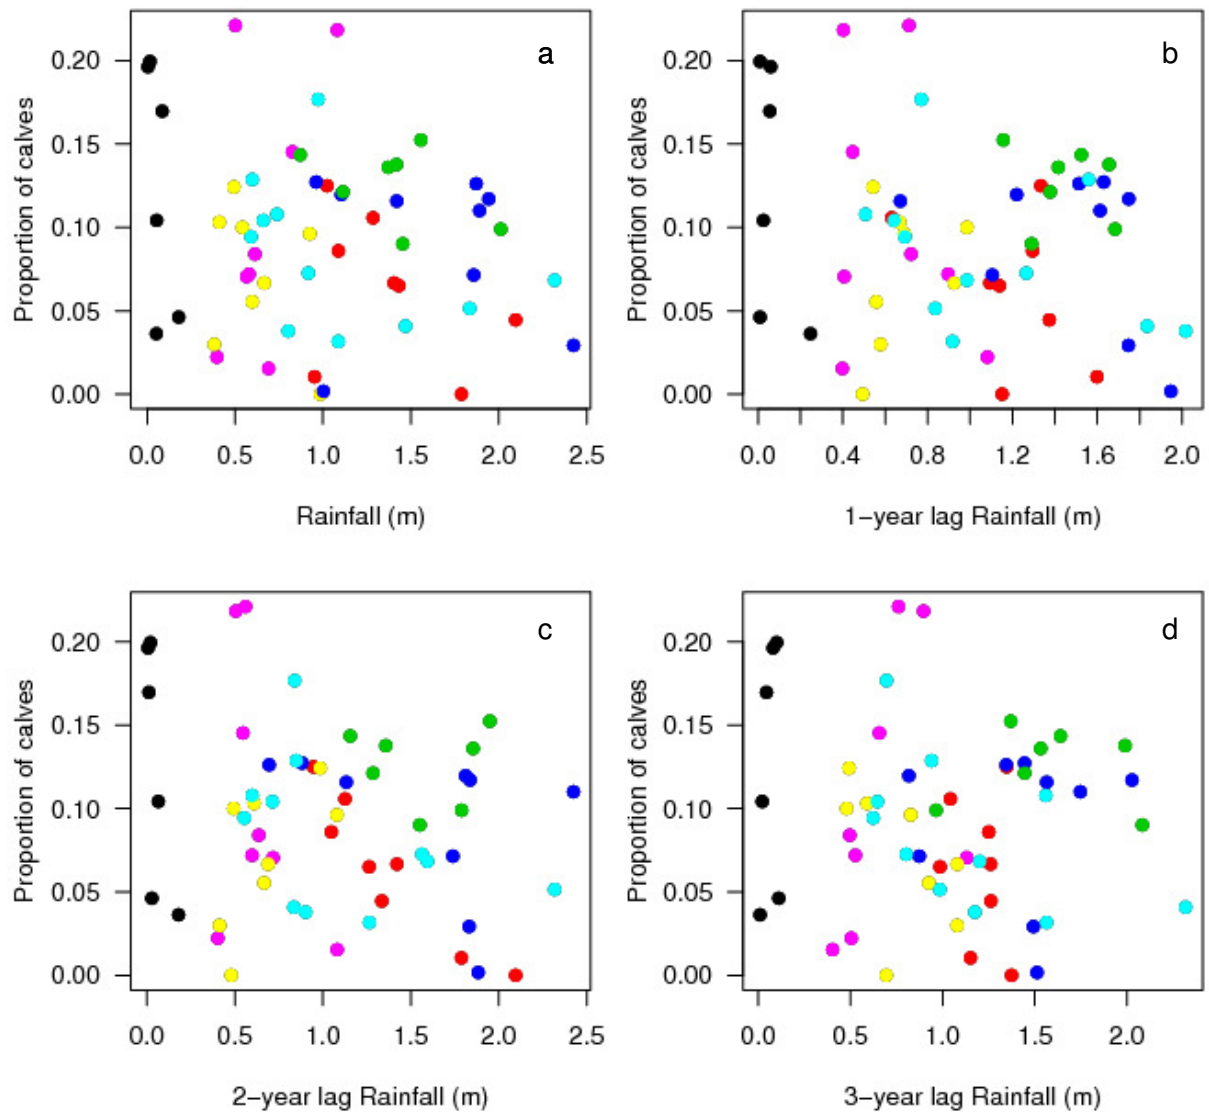 a
Proportion of calves
0.20
0.15
0.10
0.05
0.00
0.0 0.5 1.0 1.5 2.0 2.5
Rainfall (m)
b
Proportion of calves
0.20
0.15
0.10
0.05
0.00
0.0 0.4 0.8 1.2 1.6 2.0
1−year lag Rainfall (m)
c
Proportion of calves
0.20
0.15
0.10
0.05
0.00
0.0 0.5 1.0 1.5 2.0 2.5
2−year lag Rainfall (m)
d
Proportion of calves
0.20
0.15
0.10
0.05
0.00
0.0 0.5 1.0 1.5 2.0
3−year lag Rainfall (m)